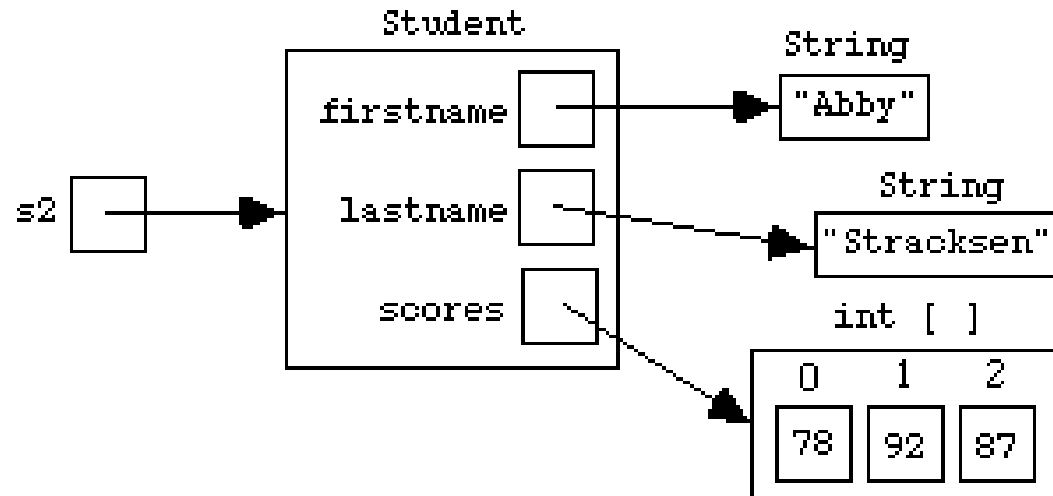 Student
String
firstname
"Abby"
String
s2
lastname
"Stracksen"
scores
int [ ]
0 1 2
78 92 87